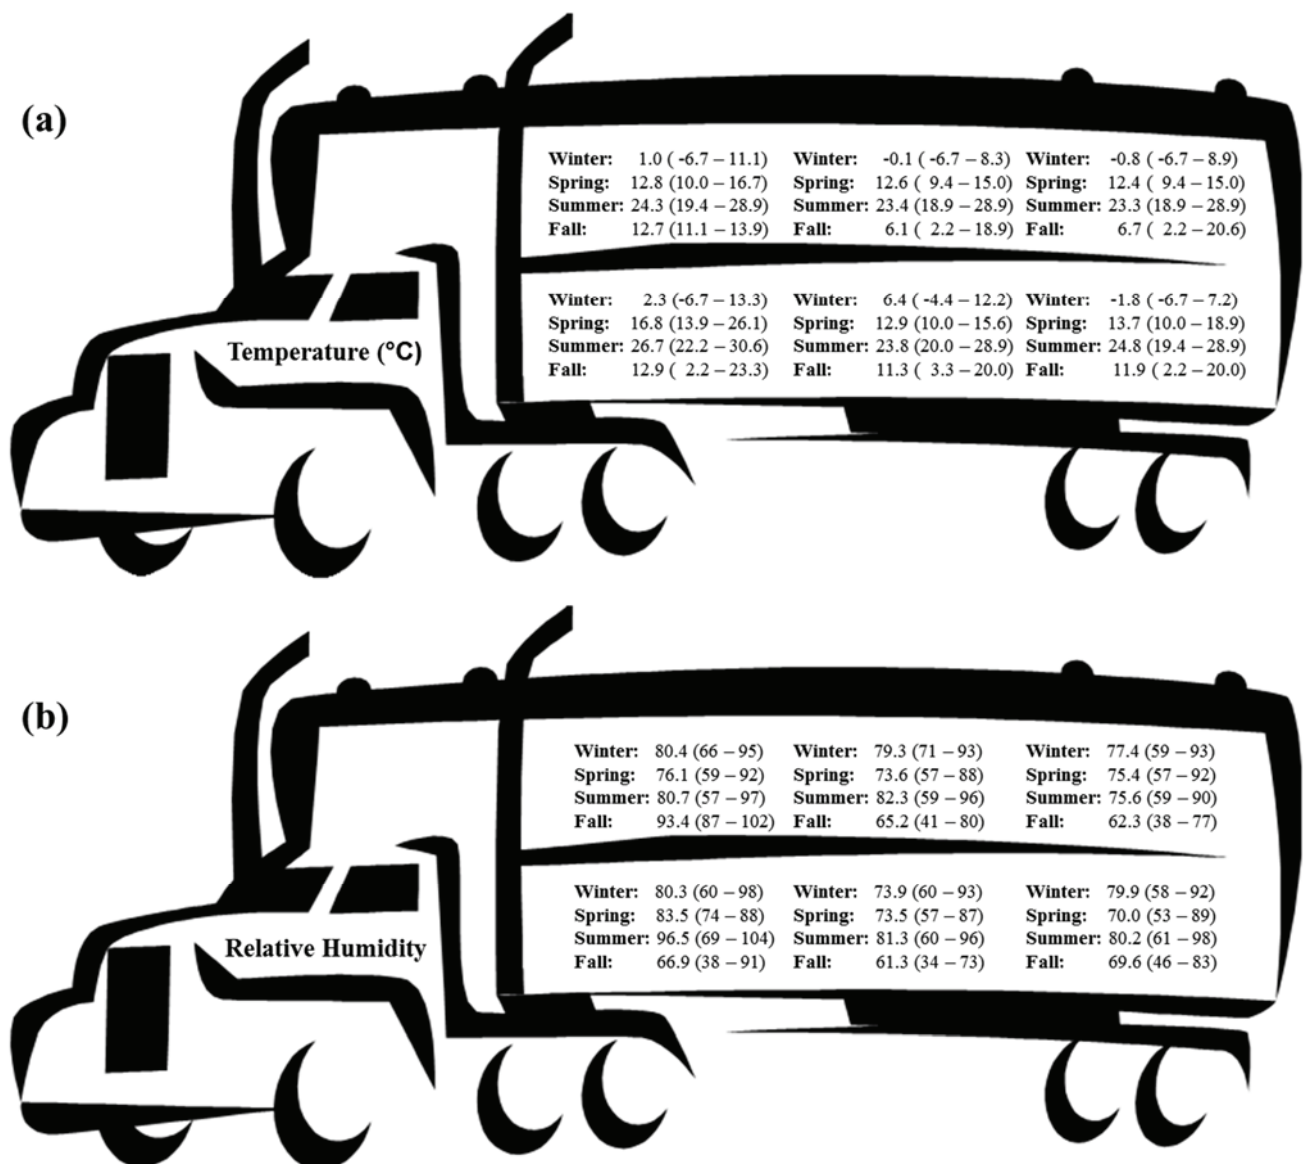 (a)
Winter: 1.0 ( -6.7 – 11.1) Winter: -0.1 ( -6.7 – 8.3) Winter: -0.8 ( -6.7 – 8.9)
Spring: 12.8 (10.0 – 16.7) Spring: 12.6 ( 9.4 – 15.0) Spring: 12.4 ( 9.4 – 15.0)
Summer: 24.3 (19.4 – 28.9) Summer: 23.4 (18.9 – 28.9) Summer: 23.3 (18.9 – 28.9)
Fall: 12.7 (11.1 – 13.9) Fall: 6.1 ( 2.2 – 18.9) Fall: 6.7 ( 2.2 – 20.6)
Winter: 2.3 (-6.7 – 13.3) Winter: 6.4 ( -4.4 – 12.2) Winter: -1.8 ( -6.7 – 7.2)
Spring: 16.8 (13.9 – 26.1) Spring: 12.9 (10.0 – 15.6) Spring: 13.7 (10.0 – 18.9)
Summer: 26.7 (22.2 – 30.6) Summer: 23.8 (20.0 – 28.9) Summer: 24.8 (19.4 – 28.9)
Fall: 12.9 ( 2.2 – 23.3) Fall: 11.3 ( 3.3 – 20.0) Fall: 11.9 ( 2.2 – 20.0)
Temperature (°C)
(b)
Winter: 80.4 (66 – 95) Winter: 79.3 (71 – 93) Winter: 77.4 (59 – 93)
Spring: 76.1 (59 – 92) Spring: 73.6 (57 – 88) Spring: 75.4 (57 – 92)
Summer: 80.7 (57 – 97) Summer: 82.3 (59 – 96) Summer: 75.6 (59 – 90)
Fall: 93.4 (87 – 102) Fall: 65.2 (41 – 80) Fall: 62.3 (38 – 77)
Winter: 80.3 (60 – 98) Winter: 73.9 (60 – 93) Winter: 79.9 (58 – 92)
Spring: 83.5 (74 – 88) Spring: 73.5 (57 – 87) Spring: 70.0 (53 – 89)
Summer: 96.5 (69 – 104) Summer: 81.3 (60 – 96) Summer: 80.2 (61 – 98)
Fall: 66.9 (38 – 91) Fall: 61.3 (34 – 73) Fall: 69.6 (46 – 83)
Relative Humidity